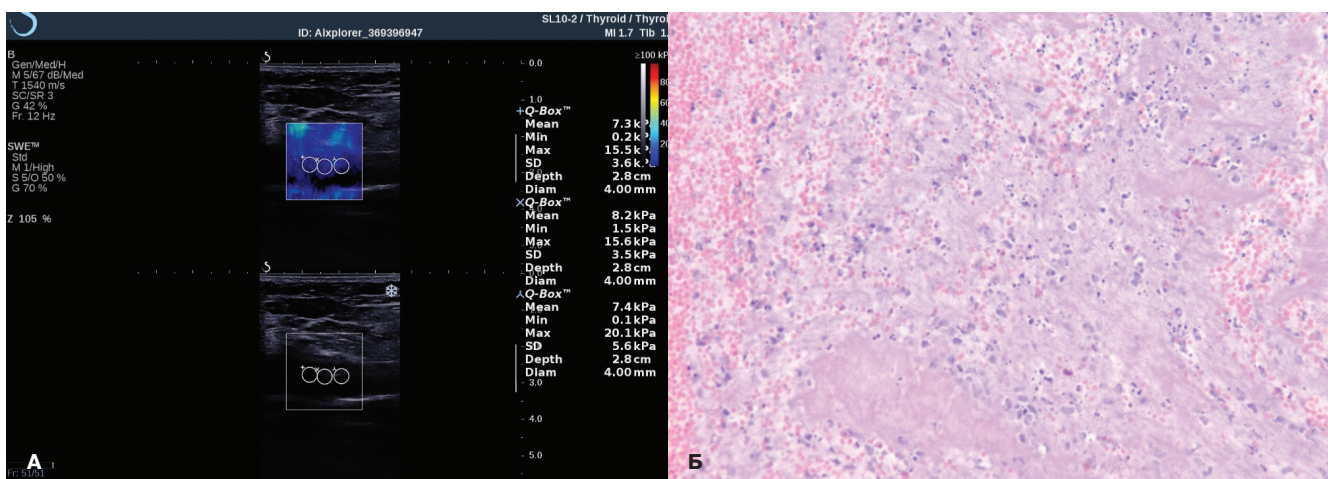 SL10-2 / Thyroid / Thyro
ID: Aixplorer_369396947
MI 1.7 TIb 1.
B
Gen/Med/H
M 5/67 dB/Med
T 1540 m/s
SC/SR 3
G 42 %
Fr. 12 Hz
SWE™
Std
M 1/High
S 5/O 50 %
G 70 %
Z 105 %
0.0
1.0
≥100 kP
80
60
40
20
+Q-Box™
Mean 7.3 kPa
Min 0.2 kPa
Max 15.5 kPa
SD 3.6 kPa
Depth 2.8 cm
Diam 4.00 mm
Q-Box™
Mean 8.2 kPa
Min 1.5 kPa
Max 15.6 kPa
SD 3.5 kPa
Depth 2.8 cm
Diam 4.00 mm
Q-Box™
Mean 7.4 kPa
Min 0.1 kPa
Max 20.1 kPa
SD 5.6 kPa
Depth 2.8 cm
Diam 4.00 mm
3.0
4.0
5.0
Fr: 51/51
А
Б